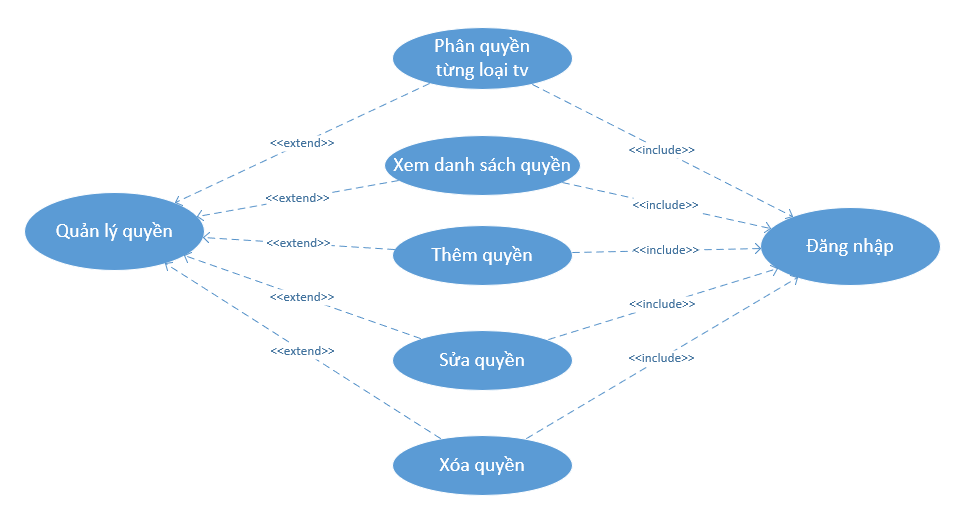 Phân quyền
từng loại tv
<<extend>>
<<include>>
Xem danh sách quyền
<<extend>>
<<include>>
Quản lý quyền
Thêm quyền
<<extend>>
<<include>>
Đăng nhập
<<extend>>
<<include>>
Sửa quyền
<<extend>>
<<include>>
Xóa quyền